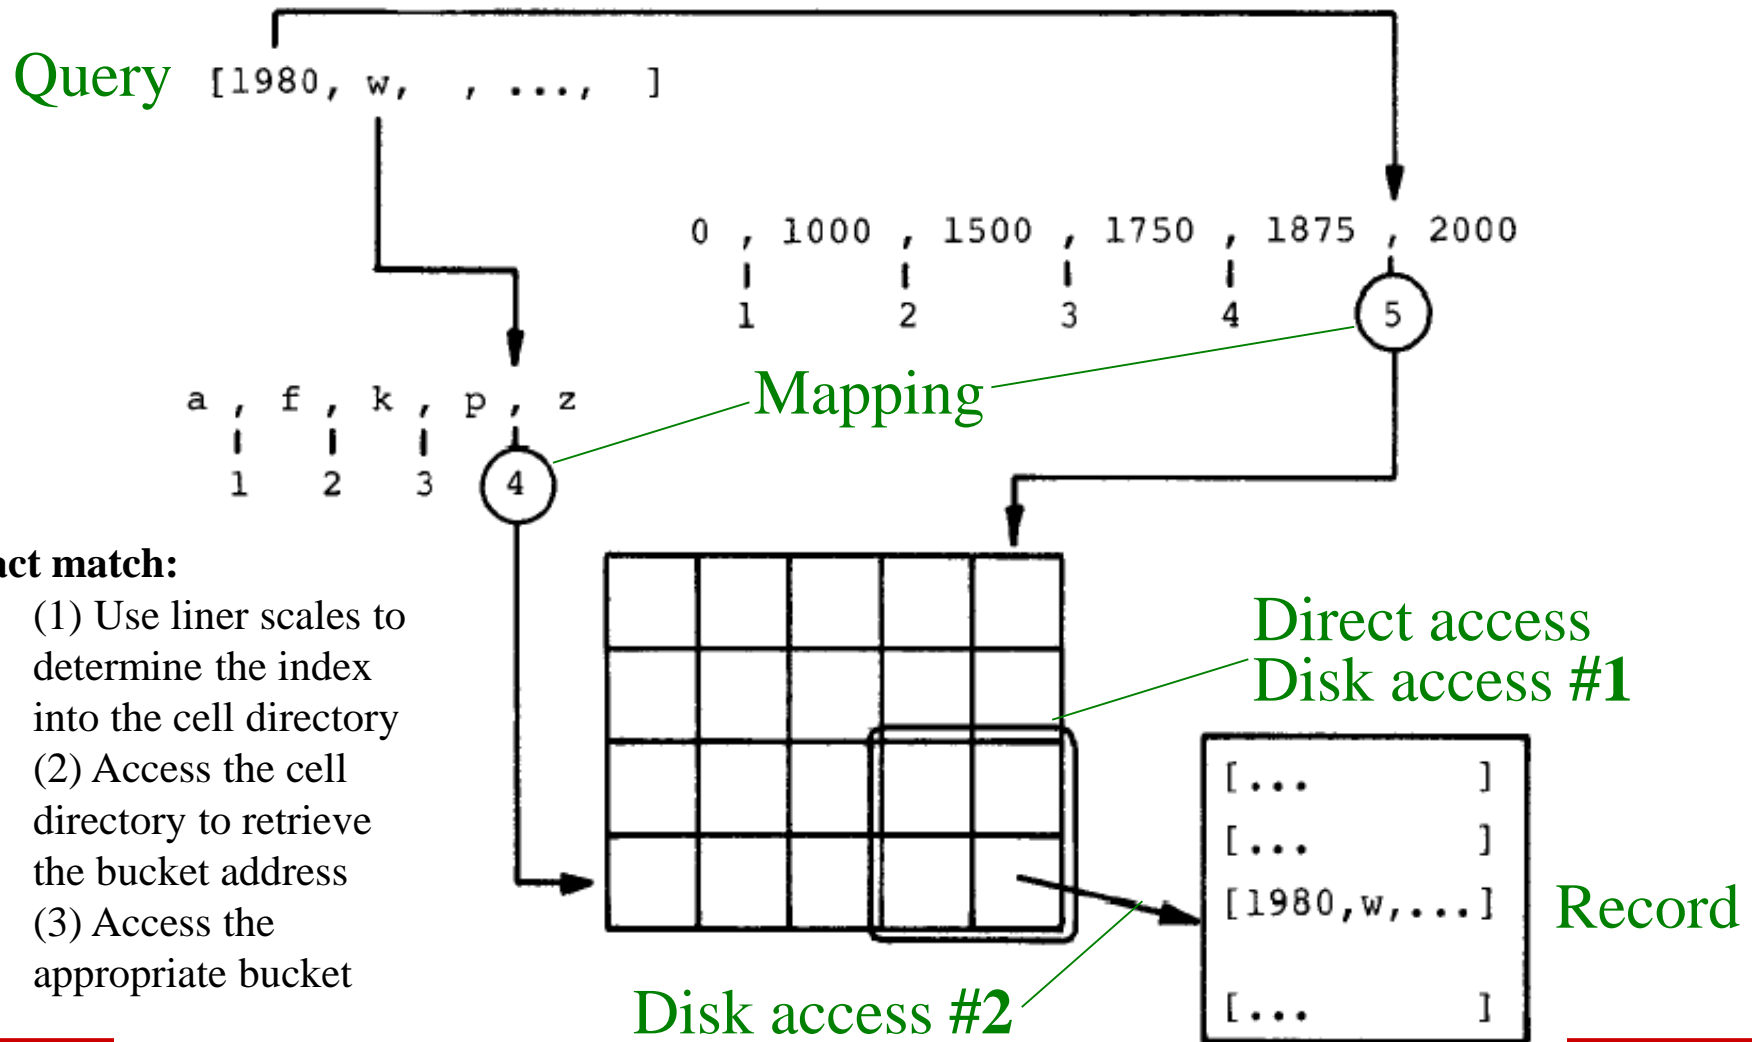 Query [1980, w, , ..., ]
0 , 1000 , 1500 , 1750 , 1875 , 2000
1 2 3 4 5
Mapping
a , f , k , p , z
1 2 3 4
act match:
(1) Use liner scales to
determine the index
into the cell directory
(2) Access the cell
directory to retrieve
the bucket address
(3) Access the
appropriate bucket
Direct access
Disk access #1
[... ]
[... ]
[1980,w,...]
[... ]
Record
Disk access #2